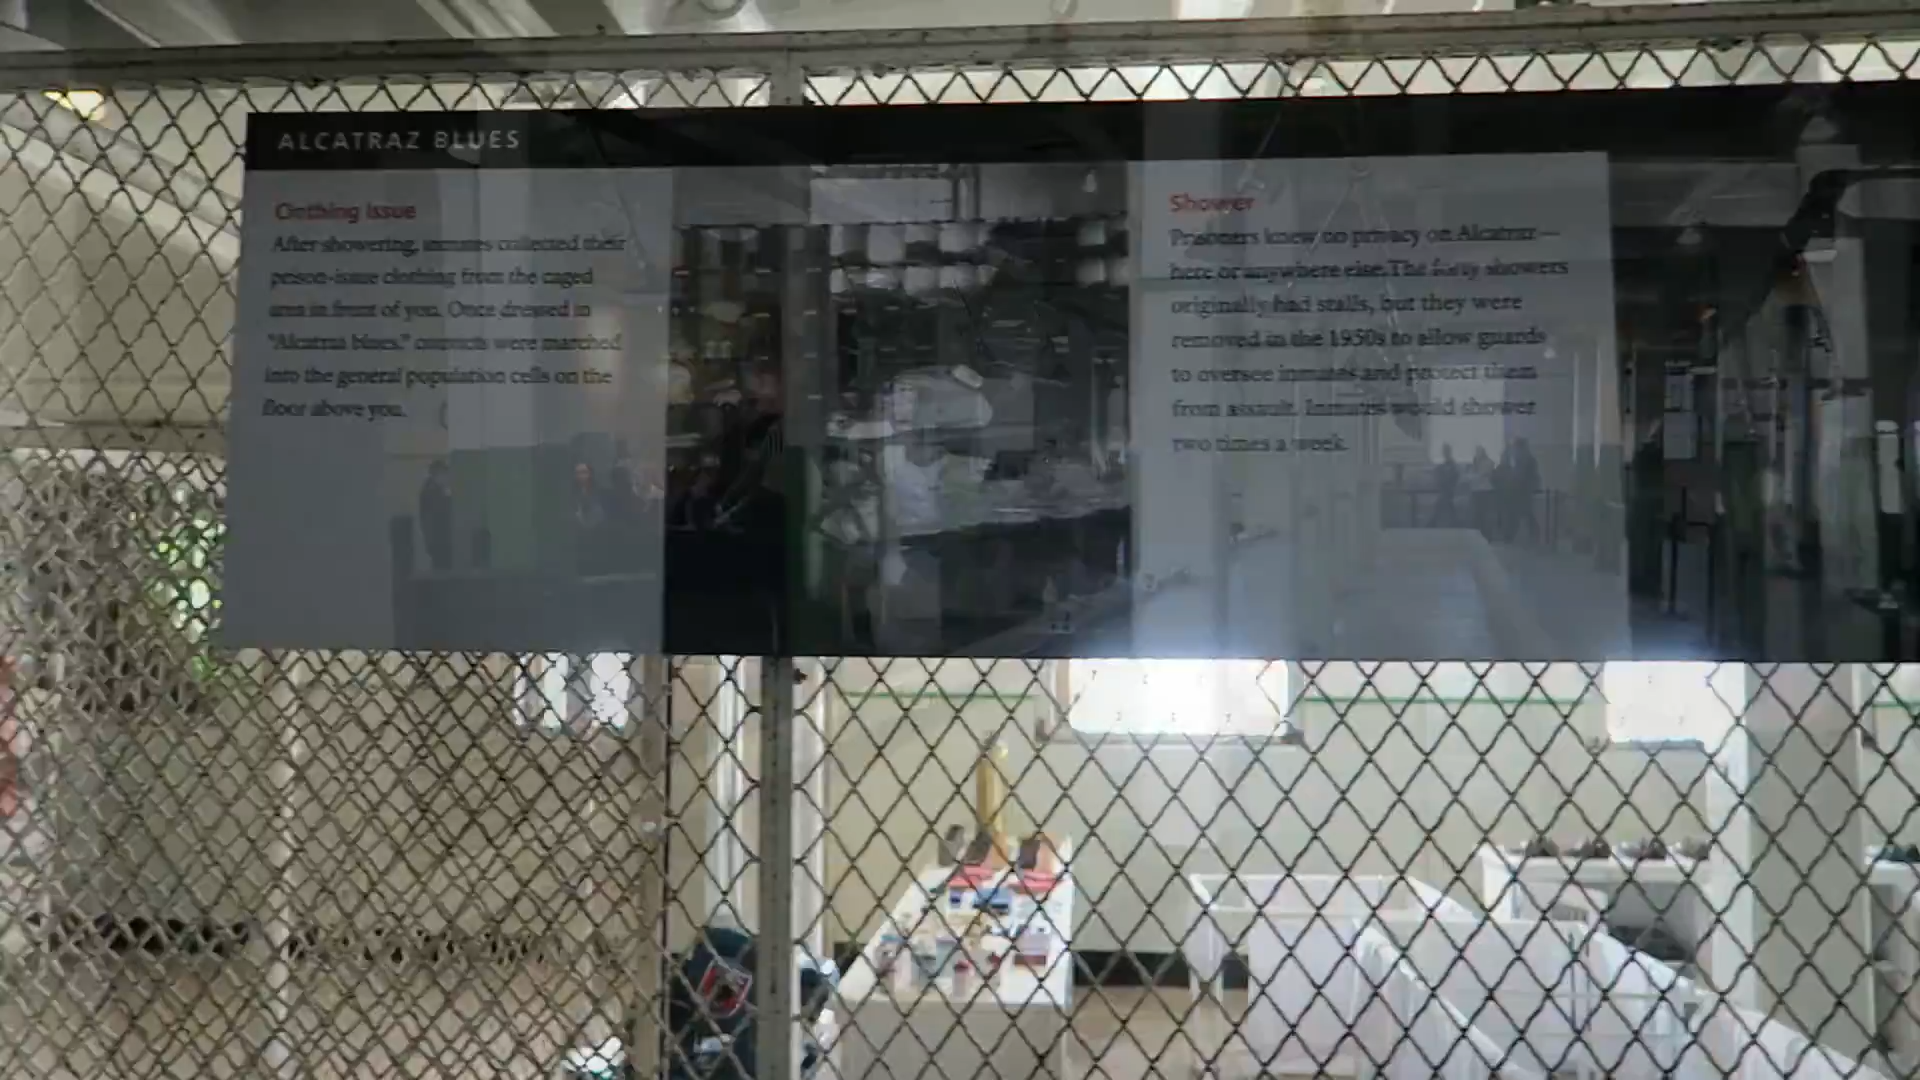 ALCATRAZ BLUES
Clothing Issue
After showering, inmates collected their
prison-issue clothing from the caged
area in front of you. Once dressed in
"Alcatraz blues," convicts were marched
into the general population cells on the
floor above you.
Shower
Prisoners knew no privacy on Alcatraz—
here or anywhere else. The forty showers
originally had stalls, but they were
removed in the 1950s to allow guards
to oversee inmates and protect them
from assault. Inmates would shower
two times a week.